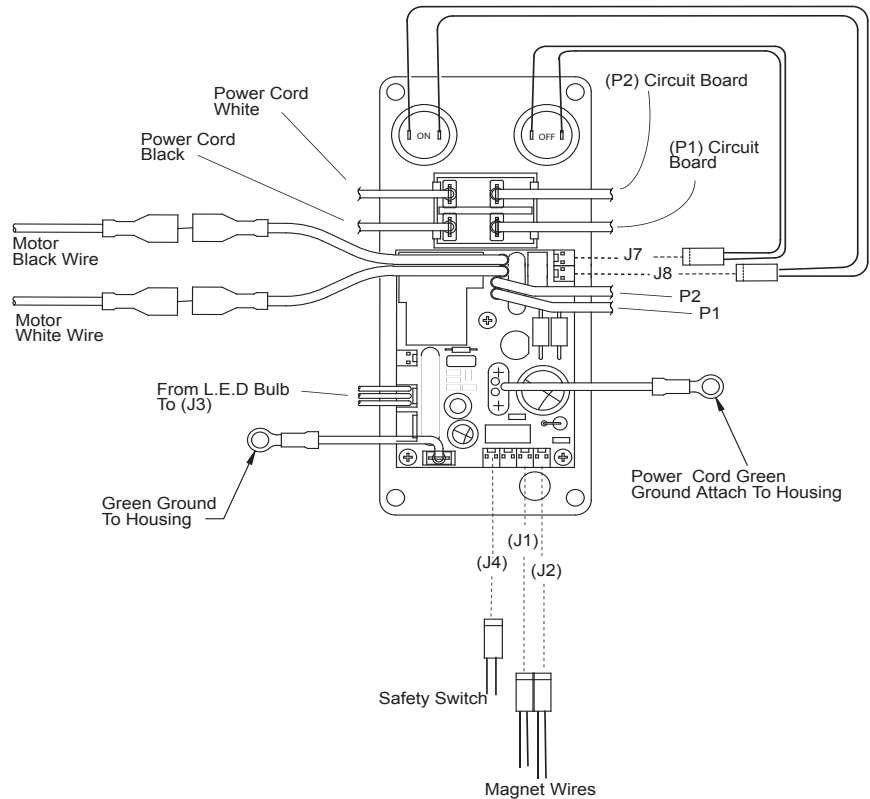 Power Cord
White
(P2) Circuit Board
ON
OFF
Power Cord
Black
(P1) Circuit
Board
Motor
Black Wire
J7
J8
P2
P1
Motor
White Wire
From L.E.D Bulb
To (J3)
Power Cord Green
Ground Attach To Housing
Green Ground
To Housing
(J1)
(J4)
(J2)
Safety Switch
Magnet Wires